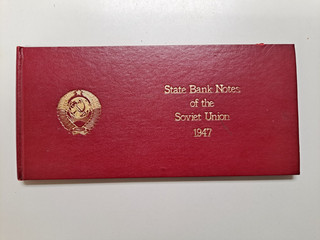 State Bank Notes
of the
Soviet Union
1947